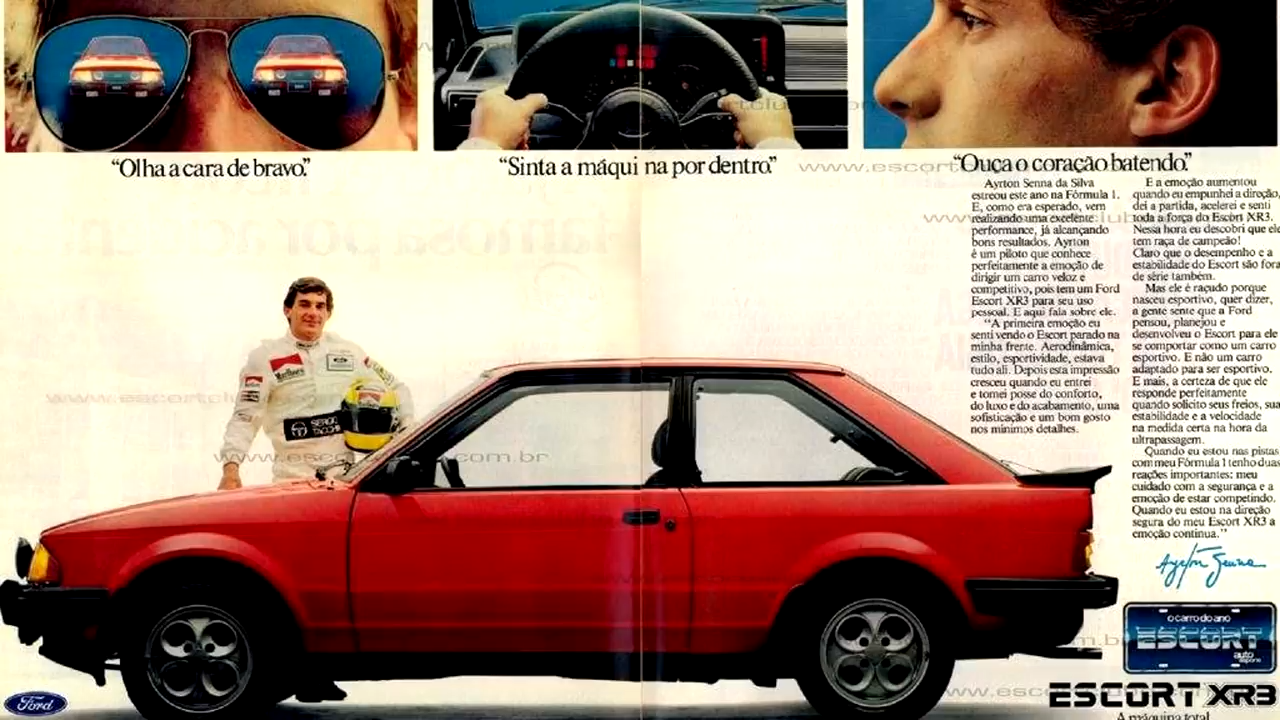 "Olha a cara de bravo."
"Sinta a máqui na por dentro."
"Ouça o coração batendo."
Ayrton Senna da Silva
estreou este ano na Fórmula 1.
E, como era esperado, vem
realizando uma excelente
performance, já alcançando
bons resultados. Ayrton
é um piloto que conhece
perfeitamente a emoção de
dirigir um carro veloz e
competitivo, pois tem um Ford
Escort XR3 para seu uso
pessoal. E aqui fala sobre ele.
"A primeira emoção eu
senti vendo o Escort parado na
minha frente. Aerodinâmica,
estilo, esportividade, estava
tudo ali. Depois esta impressão
cresceu quando eu entrei
e tomei posse do conforto,
do luxo e do acabamento, uma
sofisticação e um bom gosto
nos mínimos detalhes.
E a emoção aumentou
quando eu empunhei a direção,
dei a partida, acelerei e senti
toda a força do Escort XR3.
Nessa hora eu descobri que ele
tem raça de campeão!
Claro que o desempenho e a
estabilidade do Escort são fora
de série também.
Mas ele é raçudo porque
nasceu esportivo, quer dizer,
a gente sente que a Ford
pensou, planejou e
desenvolveu o Escort para ele
se comportar como um carro
esportivo. E não um carro
adaptado para ser esportivo.
E mais, a certeza de que ele
responde perfeitamente
quando solicito seus freios, sua
estabilidade e a velocidade
na medida certa na hora da
ultrapassagem.
Quando eu estou nas pistas
com meu Fórmula 1 tenho duas
reações importantes: meu
cuidado com a segurança e a
emoção de estar competindo.
Quando eu estou na direção
segura do meu Escort XR3 a
emoção continua."
Ayrton Senna
Marlboro
SERGIO
TACCHINI
o carro do ano
ESCORT
auto
esporte
ESCORT XR3
A máquina total.
Ford
www.escortclub
com.br